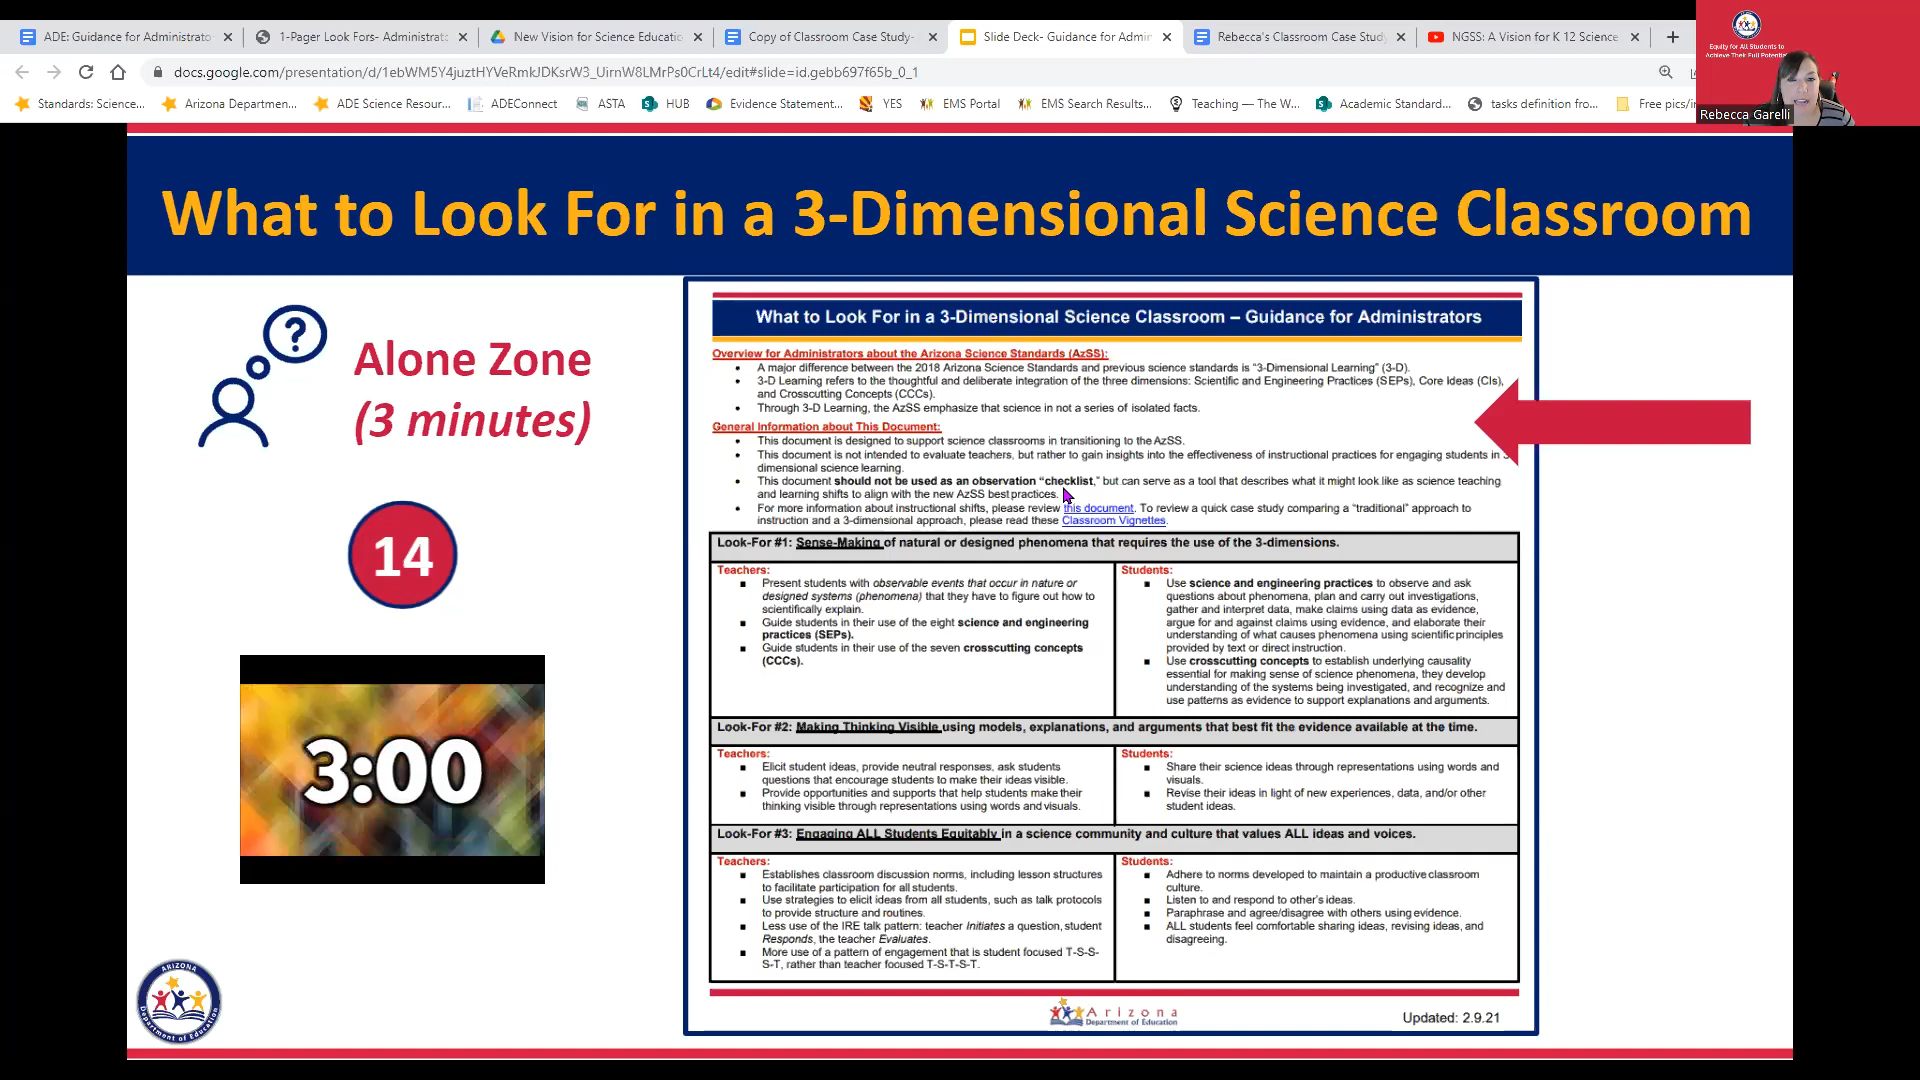 ADE: Guidance for Administrato
1-Pager Look Fors- Administrato
New Vision for Science Educatio
Copy of Classroom Case Study-
Slide Deck- Guidance for Admin
Rebecca's Classroom Case Study
NGSS: A Vision for K 12 Science
docs.google.com/presentation/d/1ebWM5Y4juztHYVeRmkJDKsrW3_UirnW8LMrPs0CrLt4/edit#slide=id.gebb697f65b_0_1
Standards: Science...
Arizona Departmen...
ADE Science Resour...
ADEConnect
ASTA
HUB
Evidence Statement...
YES
EMS Portal
EMS Search Results...
Teaching — The W...
Academic Standard...
tasks definition fro...
Free pics/in
Equity for All Students to
Achieve Their Full Potential
Rebecca Garelli
What to Look For in a 3-Dimensional Science Classroom
?
Alone Zone
(3 minutes)
14
3:00
What to Look For in a 3-Dimensional Science Classroom – Guidance for Administrators
Overview for Administrators about the Arizona Science Standards (AzSS):
• A major difference between the 2018 Arizona Science Standards and previous science standards is "3-Dimensional Learning" (3-D).
• 3-D Learning refers to the thoughtful and deliberate integration of the three dimensions: Scientific and Engineering Practices (SEPs), Core Ideas (CIs),
and Crosscutting Concepts (CCCs).
• Through 3-D Learning, the AzSS emphasize that science in not a series of isolated facts.
General Information about This Document:
• This document is designed to support science classrooms in transitioning to the AzSS.
• This document is not intended to evaluate teachers, but rather to gain insights into the effectiveness of instructional practices for engaging students in 3-
dimensional science learning.
• This document should not be used as an observation "checklist," but can serve as a tool that describes what it might look like as science teaching
and learning shifts to align with the new AzSS best practices.
• For more information about instructional shifts, please review this document. To review a quick case study comparing a "traditional" approach to
instruction and a 3-dimensional approach, please read these Classroom Vignettes.
Look-For #1: Sense-Making of natural or designed phenomena that requires the use of the 3-dimensions.
Teachers:
▪ Present students with observable events that occur in nature or
designed systems (phenomena) that they have to figure out how to
scientifically explain.
▪ Guide students in their use of the eight science and engineering
practices (SEPs).
▪ Guide students in their use of the seven crosscutting concepts
(CCCs).
Students:
▪ Use science and engineering practices to observe and ask
questions about phenomena, plan and carry out investigations,
gather and interpret data, make claims using data as evidence,
argue for and against claims using evidence, and elaborate their
understanding of what causes phenomena using scientific principles
provided by text or direct instruction.
▪ Use crosscutting concepts to establish underlying causality
essential for making sense of science phenomena, they develop
understanding of the systems being investigated, and recognize and
use patterns as evidence to support explanations and arguments.
Look-For #2: Making Thinking Visible using models, explanations, and arguments that best fit the evidence available at the time.
Teachers:
▪ Elicit student ideas, provide neutral responses, ask students
questions that encourage students to make their ideas visible.
▪ Provide opportunities and supports that help students make their
thinking visible through representations using words and visuals.
Students:
▪ Share their science ideas through representations using words and
visuals.
▪ Revise their ideas in light of new experiences, data, and/or other
student ideas.
Look-For #3: Engaging ALL Students Equitably in a science community and culture that values ALL ideas and voices.
Teachers:
▪ Establishes classroom discussion norms, including lesson structures
to facilitate participation for all students.
▪ Use strategies to elicit ideas from all students, such as talk protocols
to provide structure and routines.
▪ Less use of the IRE talk pattern: teacher Initiates a question, student
Responds, the teacher Evaluates.
▪ More use of a pattern of engagement that is student focused T-S-S-
S-T, rather than teacher focused T-S-T-S-T.
Students:
▪ Adhere to norms developed to maintain a productive classroom
culture.
▪ Listen to and respond to other's ideas.
▪ Paraphrase and agree/disagree with others using evidence.
▪ ALL students feel comfortable sharing ideas, revising ideas, and
disagreeing.
Arizona
Department of Education
Updated: 2.9.21
ARIZONA
Department of Education